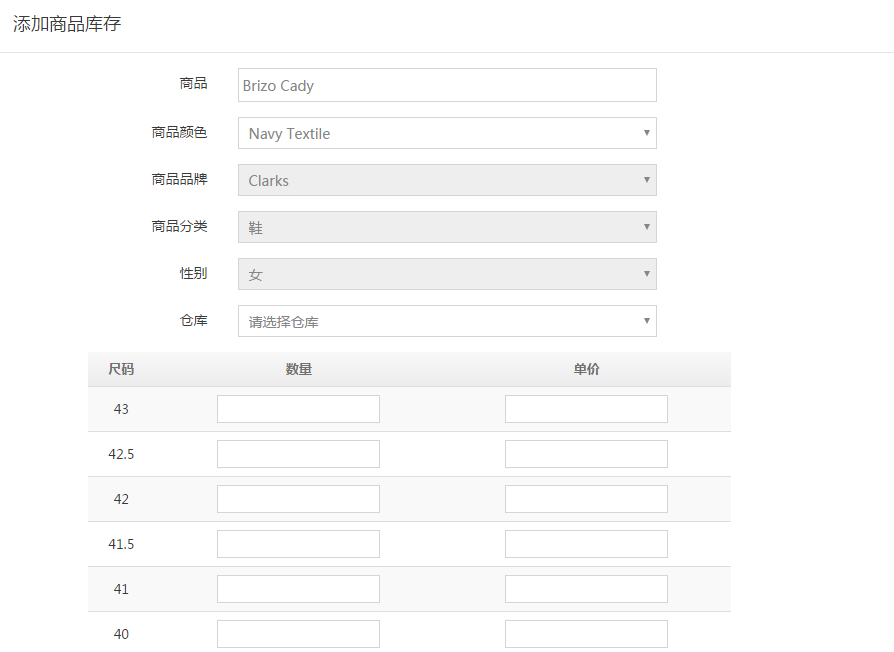 添加商品库存
商品 Brizo Cady
商品颜色 Navy Textile
商品品牌 Clarks
商品分类 鞋
性别 女
仓库 请选择仓库
尺码 数量 单价
43
42.5
42
41.5
41
40